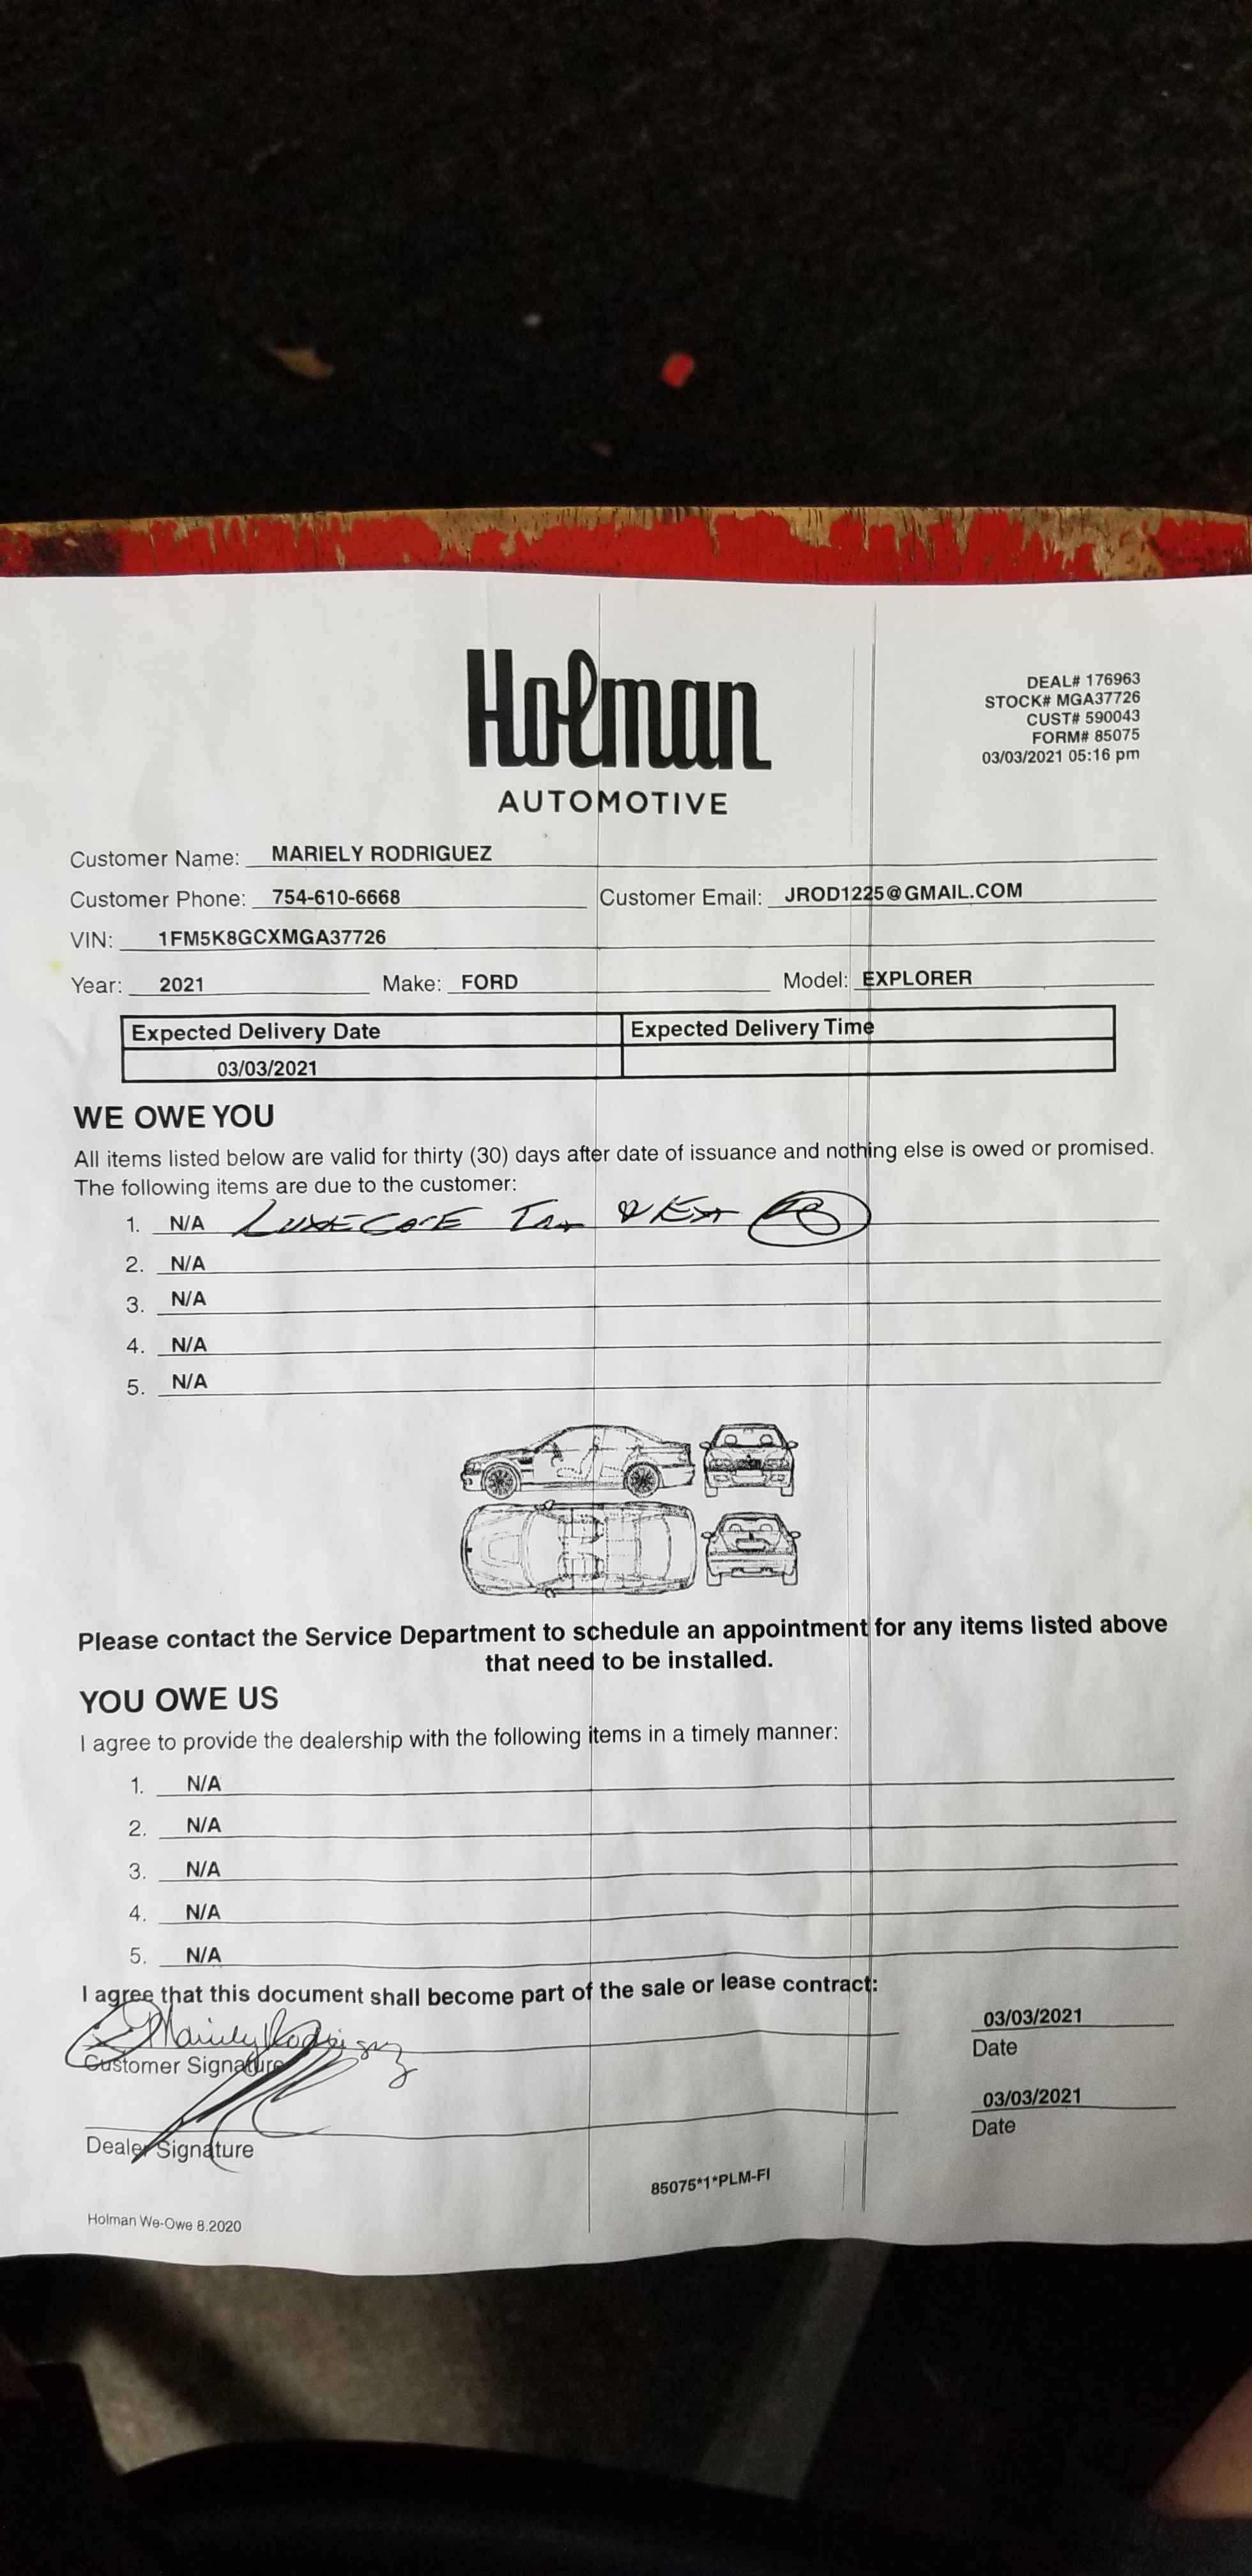 Holman
AUTOMOTIVE
DEAL# 176963
STOCK# MGA37726
CUST# 590043
FORM# 85075
03/03/2021 05:16 pm
Customer Name: MARIELY RODRIGUEZ
Customer Phone: 754-610-6668 Customer Email: JROD1225@GMAIL.COM
VIN: 1FM5K8GCXMGA37726
Year: 2021 Make: FORD Model: EXPLORER
Expected Delivery Date Expected Delivery Time
03/03/2021
WE OWE YOU
All items listed below are valid for thirty (30) days after date of issuance and nothing else is owed or promised.
The following items are due to the customer:
1. N/A LUXECARE
2. N/A
3. N/A
4. N/A
5. N/A
Please contact the Service Department to schedule an appointment for any items listed above
that need to be installed.
YOU OWE US
I agree to provide the dealership with the following items in a timely manner:
1. N/A
2. N/A
3. N/A
4. N/A
5. N/A
I agree that this document shall become part of the sale or lease contract:
Mariely Rodriguez 03/03/2021
Customer Signature Date
03/03/2021
Dealer Signature Date
85075*1*PLM-FI
Holman We-Owe 8.2020